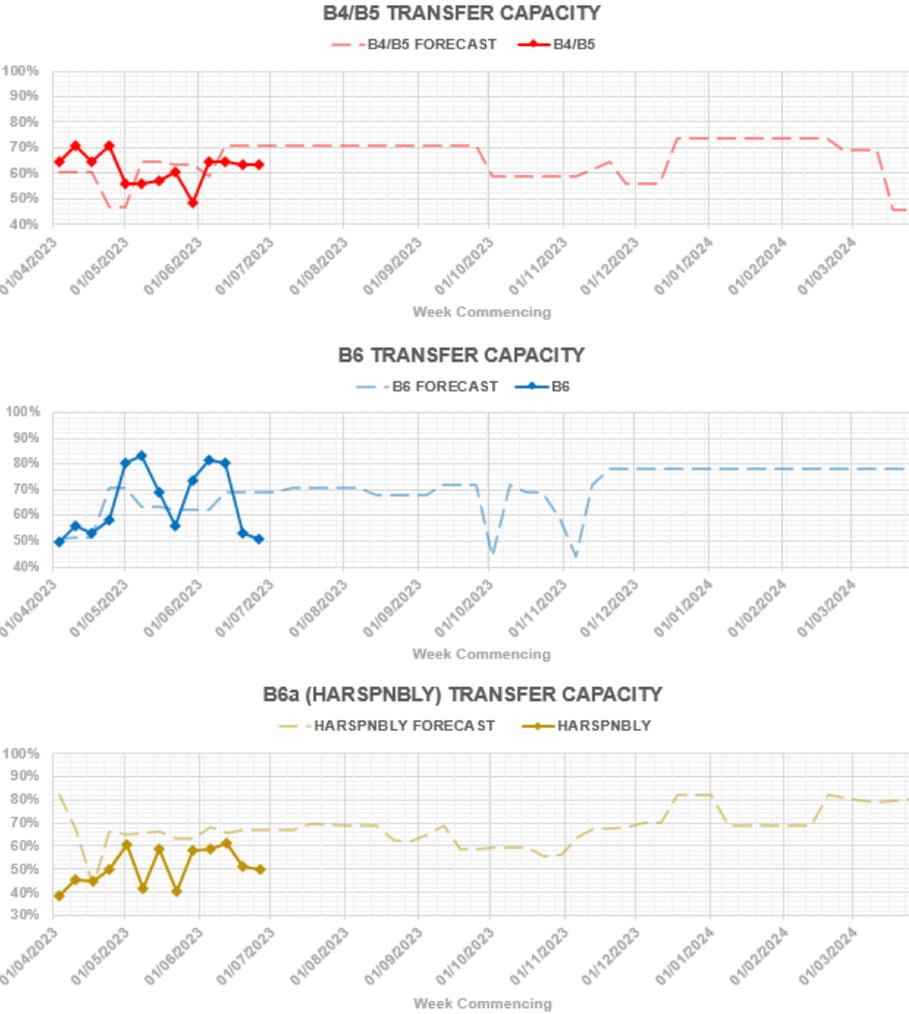 B4/B5 TRANSFER CAPACITY
B4/B5 FORECAST B4/B5
100%
90%
80%
70%
60%
50%
40%
01/04/2023 01/05/2023 01/06/2023 01/07/2023 01/08/2023 01/09/2023 01/10/2023 01/11/2023 01/12/2023 01/01/2024 01/02/2024 01/03/2024
Week Commencing
B6 TRANSFER CAPACITY
B6 FORECAST B6
100%
90%
80%
70%
60%
50%
40%
01/04/2023 01/05/2023 01/06/2023 01/07/2023 01/08/2023 01/09/2023 01/10/2023 01/11/2023 01/12/2023 01/01/2024 01/02/2024 01/03/2024
Week Commencing
B6a (HARSPNBLY) TRANSFER CAPACITY
HARSPNBLY FORECAST HARSPNBLY
100%
90%
80%
70%
60%
50%
40%
30%
01/04/2023 01/05/2023 01/06/2023 01/07/2023 01/08/2023 01/09/2023 01/10/2023 01/11/2023 01/12/2023 01/01/2024 01/02/2024 01/03/2024
Week Commencing